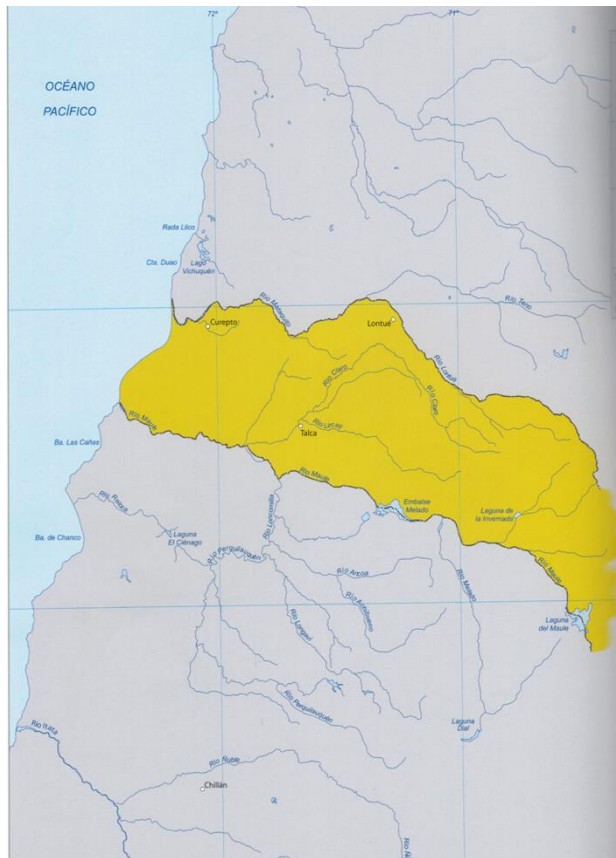 72°
71°
OCÉANO
PACÍFICO
Rada Llico
Cta. Duao
Lago
Vichuquén
Río Mataquito
Curepto
Lontué
Río Teno
Río Lontué
Río Claro
Río Claro
Río Lircay
Talca
Río Maule
Ba. Las Cañas
Río Maule
Embalse
Melado
Laguna de
la Invernada
Río Reloca
Río Loncomilla
Laguna
El Ciénago
Ba. de Chanco
Río Perquilauquén
Río Maule
Río Melado
Río Longaví
Río Achibueno
Laguna
del Maule
Río Perquilauquén
Laguna
Dial
Río Itata
Río Ñuble
Chillán